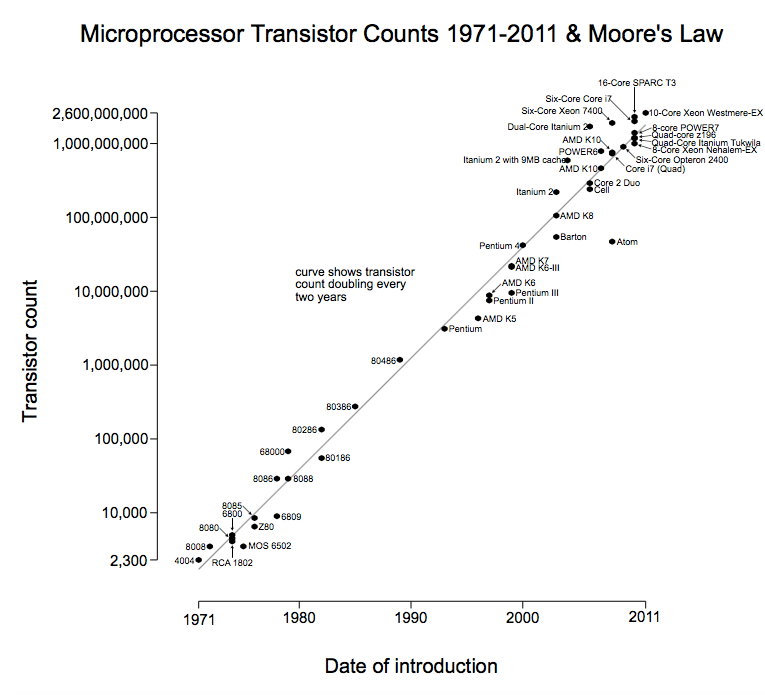 Microprocessor Transistor Counts 1971-2011 & Moore's Law
16-Core SPARC T3
Six-Core Core i7
Six-Core Xeon 7400
10-Core Xeon Westmere-EX
Dual-Core Itanium 2
8-core POWER7
Quad-core z196
AMD K10
Quad-Core Itanium Tukwila
POWER6
8-Core Xeon Nehalem-EX
Itanium 2 with 9MB cache
Six-Core Opteron 2400
AMD K10
Core i7 (Quad)
Core 2 Duo
Itanium 2
Cell
AMD K8
Barton
Pentium 4
Atom
AMD K7
AMD K6-III
curve shows transistor
count doubling every
two years
AMD K6
Pentium III
Pentium II
AMD K5
Pentium
80486
80386
80286
68000
80186
8086
8088
8085
6800
6809
8080
Z80
8008
MOS 6502
4004
RCA 1802
2,600,000,000
1,000,000,000
100,000,000
10,000,000
1,000,000
100,000
10,000
2,300
Transistor count
1971
1980
1990
2000
2011
Date of introduction